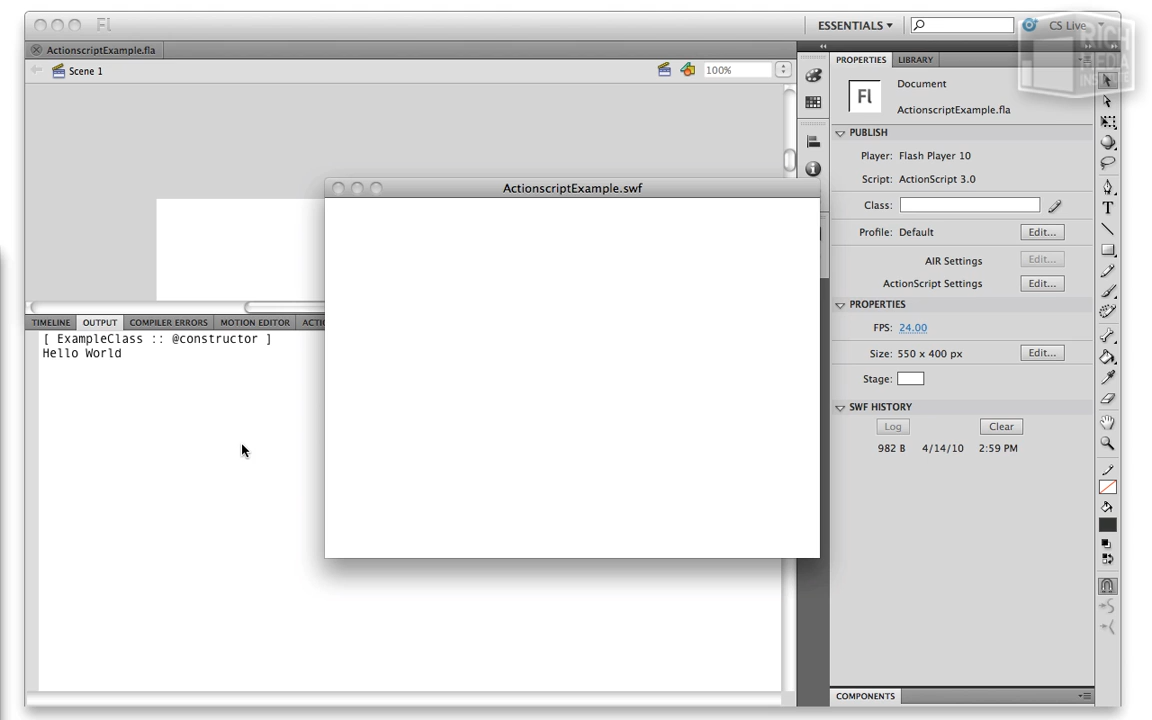 Fl
ESSENTIALS
CS Live
RICH
MEDIA
ActionscriptExample.fla
Scene 1
100%
PROPERTIES
LIBRARY
Fl
Document
ActionscriptExample.fla
PUBLISH
Player: Flash Player 10
Script: ActionScript 3.0
Class:
Profile: Default
Edit...
AIR Settings
Edit...
ActionScript Settings
Edit...
PROPERTIES
FPS: 24.00
Size: 550 x 400 px
Edit...
Stage:
SWF HISTORY
Log
Clear
982 B 4/14/10 2:59 PM
COMPONENTS
T
ActionscriptExample.swf
TIMELINE
OUTPUT
COMPILER ERRORS
MOTION EDITOR
ACTI
[ ExampleClass :: @constructor ]
Hello World